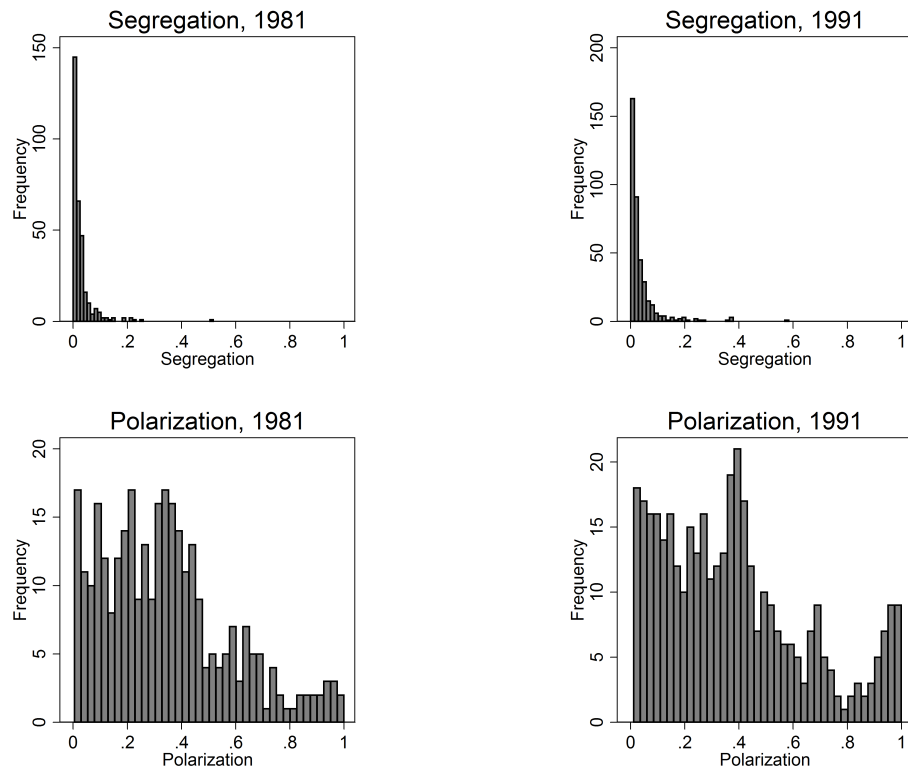 Segregation, 1981
Frequency
150
100
50
0
0 .2 .4 .6 .8 1
Segregation
Segregation, 1991
Frequency
200
150
100
50
0
0 .2 .4 .6 .8 1
Segregation
Polarization, 1981
Frequency
20
15
10
5
0
0 .2 .4 .6 .8 1
Polarization
Polarization, 1991
Frequency
20
15
10
5
0
0 .2 .4 .6 .8 1
Polarization